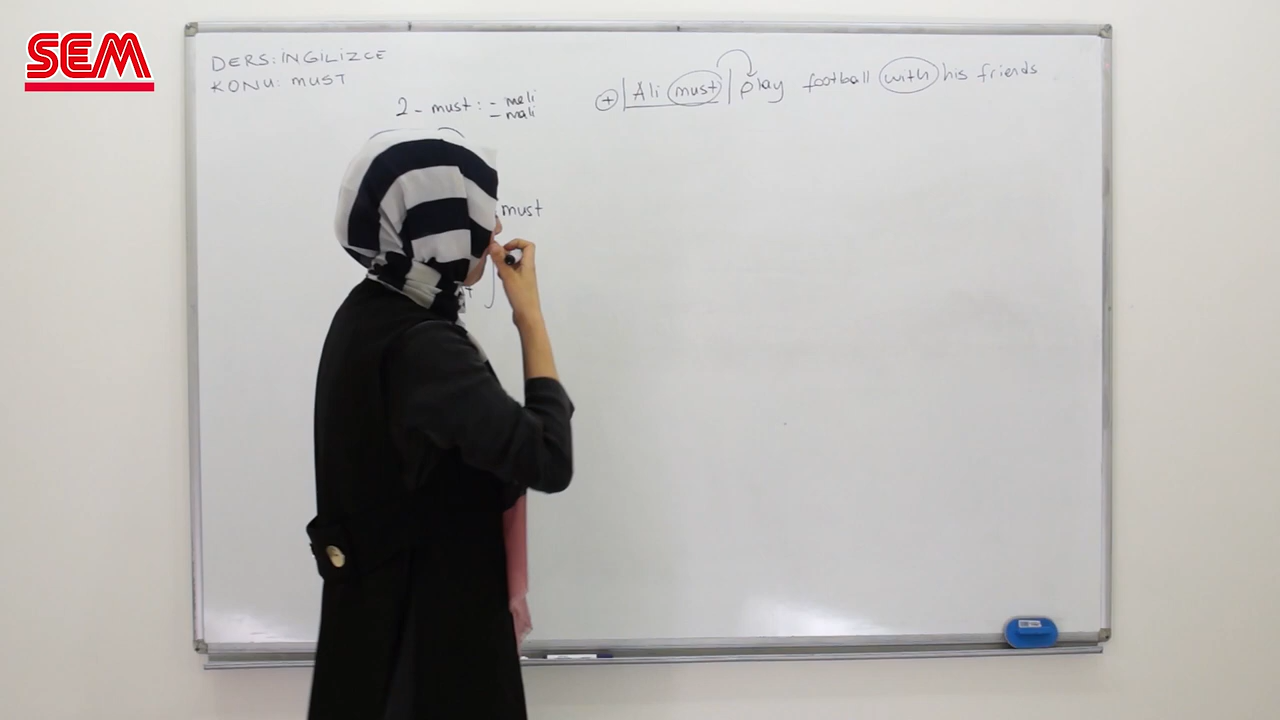 SEM
DERS: İNGİLİZCE
KONU: MUST
2 - must : - meli
- malı
must
+ Ali must play football with his friends